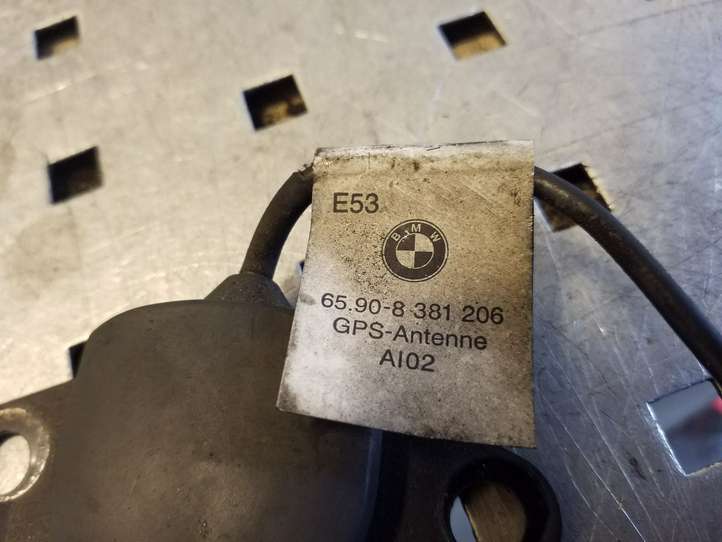 E53
BMW
65.90-8 381 206
GPS-Antenne
AI02